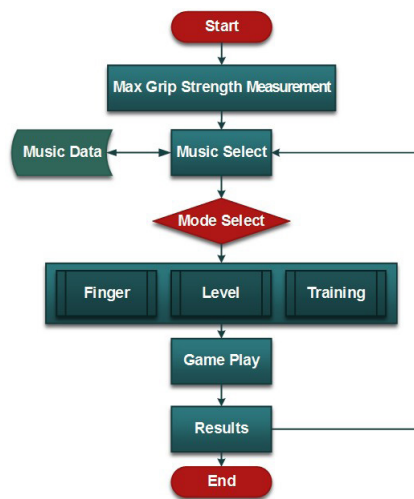 Start
Max Grip Strength Measurement
Music Data
Music Select
Mode Select
Finger
Level
Training
Game Play
Results
End